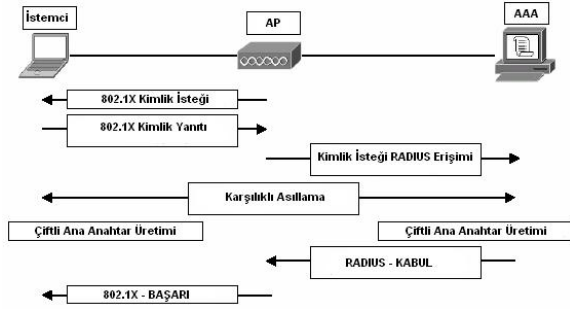 İstemci
AP
AAA
802.1X Kimlik İsteği
802.1X Kimlik Yanıtı
Kimlik İsteği RADIUS Erişimi
Karşılıklı Asıllama
Çiftli Ana Anahtar Üretimi
Çiftli Ana Anahtar Üretimi
RADIUS - KABUL
802.1X - BAŞARI